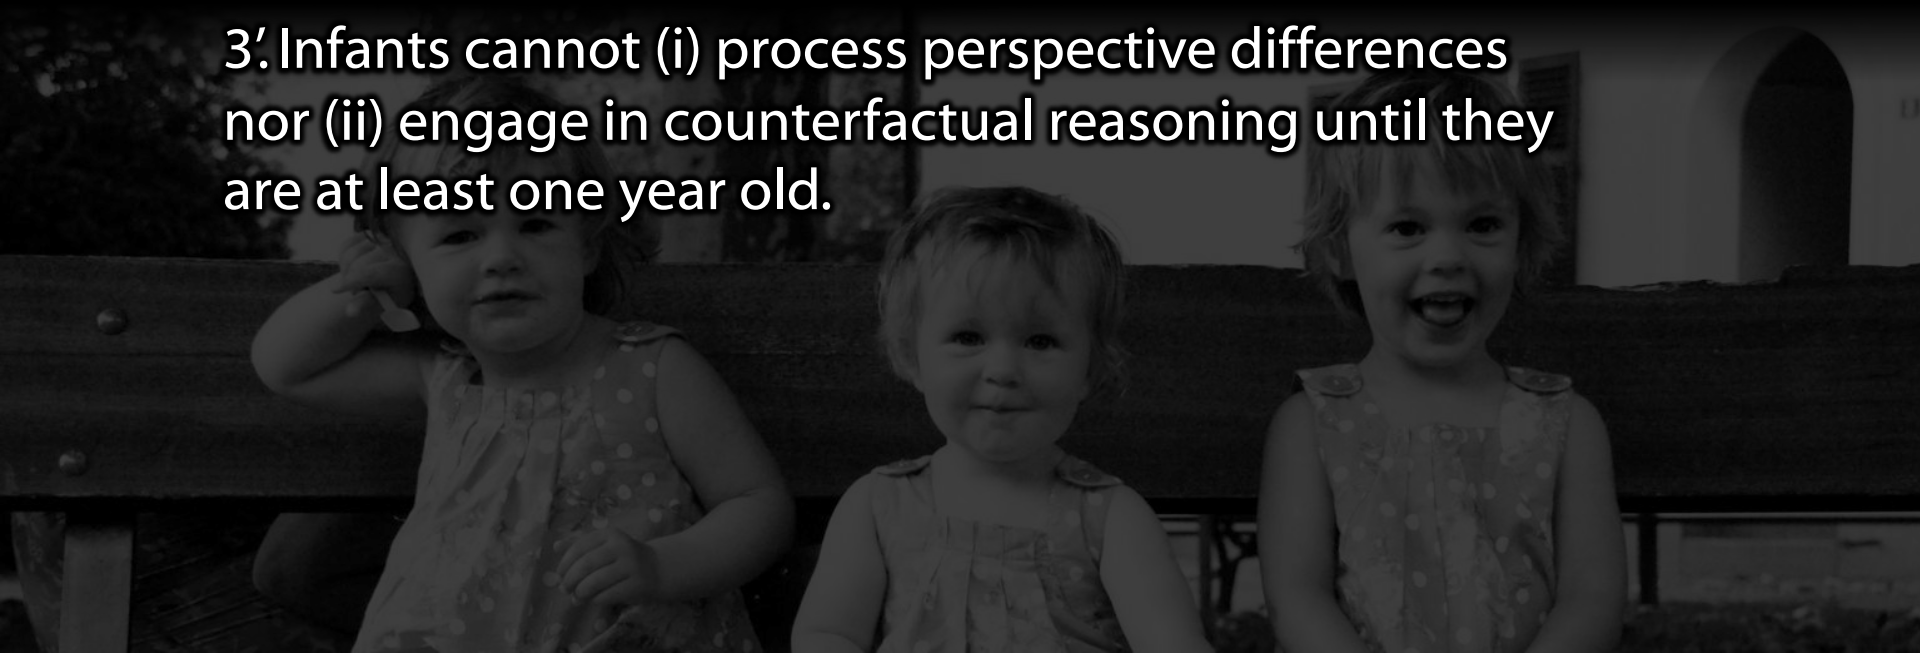 3’. Infants cannot (i) process perspective differences
nor (ii) engage in counterfactual reasoning until they
are at least one year old.